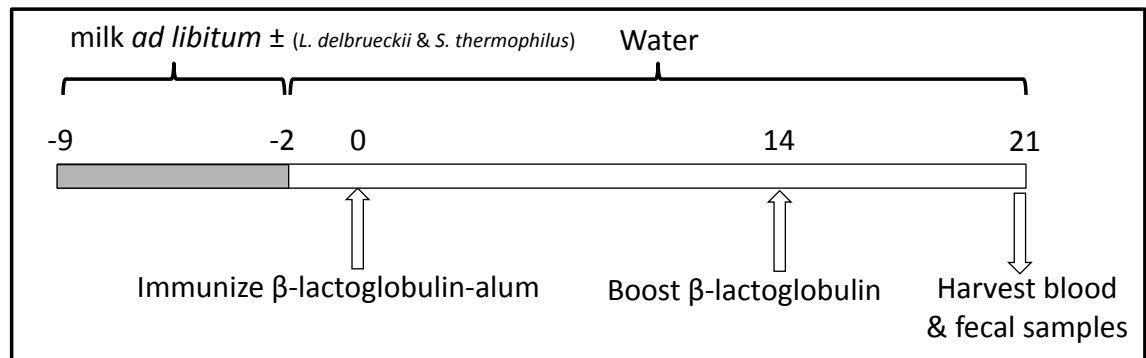 milk ad libitum ± (L. delbrueckii & S. thermophilus)
Water
-9
-2
0
14
21
Immunize β-lactoglobulin-alum
Boost β-lactoglobulin
Harvest blood
& fecal samples